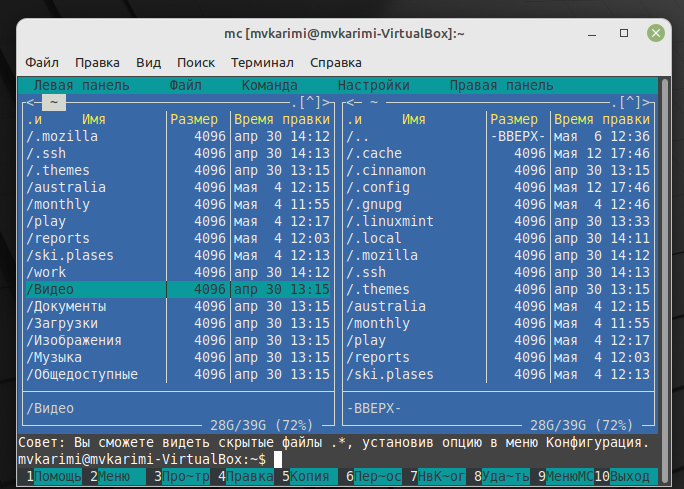 mc [mvkarimi@mvkarimi-VirtualBox]:~
Файл Правка Вид Поиск Терминал Справка
Левая панель Файл Команда Настройки Правая панель
<─ ~ .[^]> <─ ~ .[^]>
.и Имя Размер Время правки .и Имя Размер Время правки
/.mozilla 4096 апр 30 14:12 /.. -ВВЕРХ- мая 6 12:36
/.ssh 4096 апр 30 14:13 /.cache 4096 мая 12 17:46
/.themes 4096 апр 30 13:15 /.cinnamon 4096 апр 30 13:15
/australia 4096 мая 4 12:15 /.config 4096 мая 12 17:46
/monthly 4096 мая 4 11:55 /.gnupg 4096 мая 4 12:46
/play 4096 мая 4 12:17 /.linuxmint 4096 апр 30 13:33
/reports 4096 мая 4 12:03 /.local 4096 апр 30 14:11
/ski.plases 4096 мая 4 12:13 /.mozilla 4096 апр 30 14:12
/work 4096 апр 30 14:12 /.ssh 4096 апр 30 14:13
/Видео 4096 апр 30 13:15 /.themes 4096 апр 30 13:15
/Документы 4096 апр 30 13:15 /australia 4096 мая 4 12:15
/Загрузки 4096 апр 30 13:15 /monthly 4096 мая 4 11:55
/Изображения 4096 апр 30 13:15 /play 4096 мая 4 12:17
/Музыка 4096 апр 30 13:15 /reports 4096 мая 4 12:03
/Общедоступные 4096 апр 30 13:15 /ski.plases 4096 мая 4 12:13
/Видео -ВВЕРХ-
28G/39G (72%) 28G/39G (72%)
Совет: Вы сможете видеть скрытые файлы .*, установив опцию в меню Конфигурация.
mvkarimi@mvkarimi-VirtualBox:~$
1Помощь 2Меню 3Про~тр 4Правка 5Копия 6Пер~ос 7НвК~ог 8Уда~ть 9МенюMC 10Выход